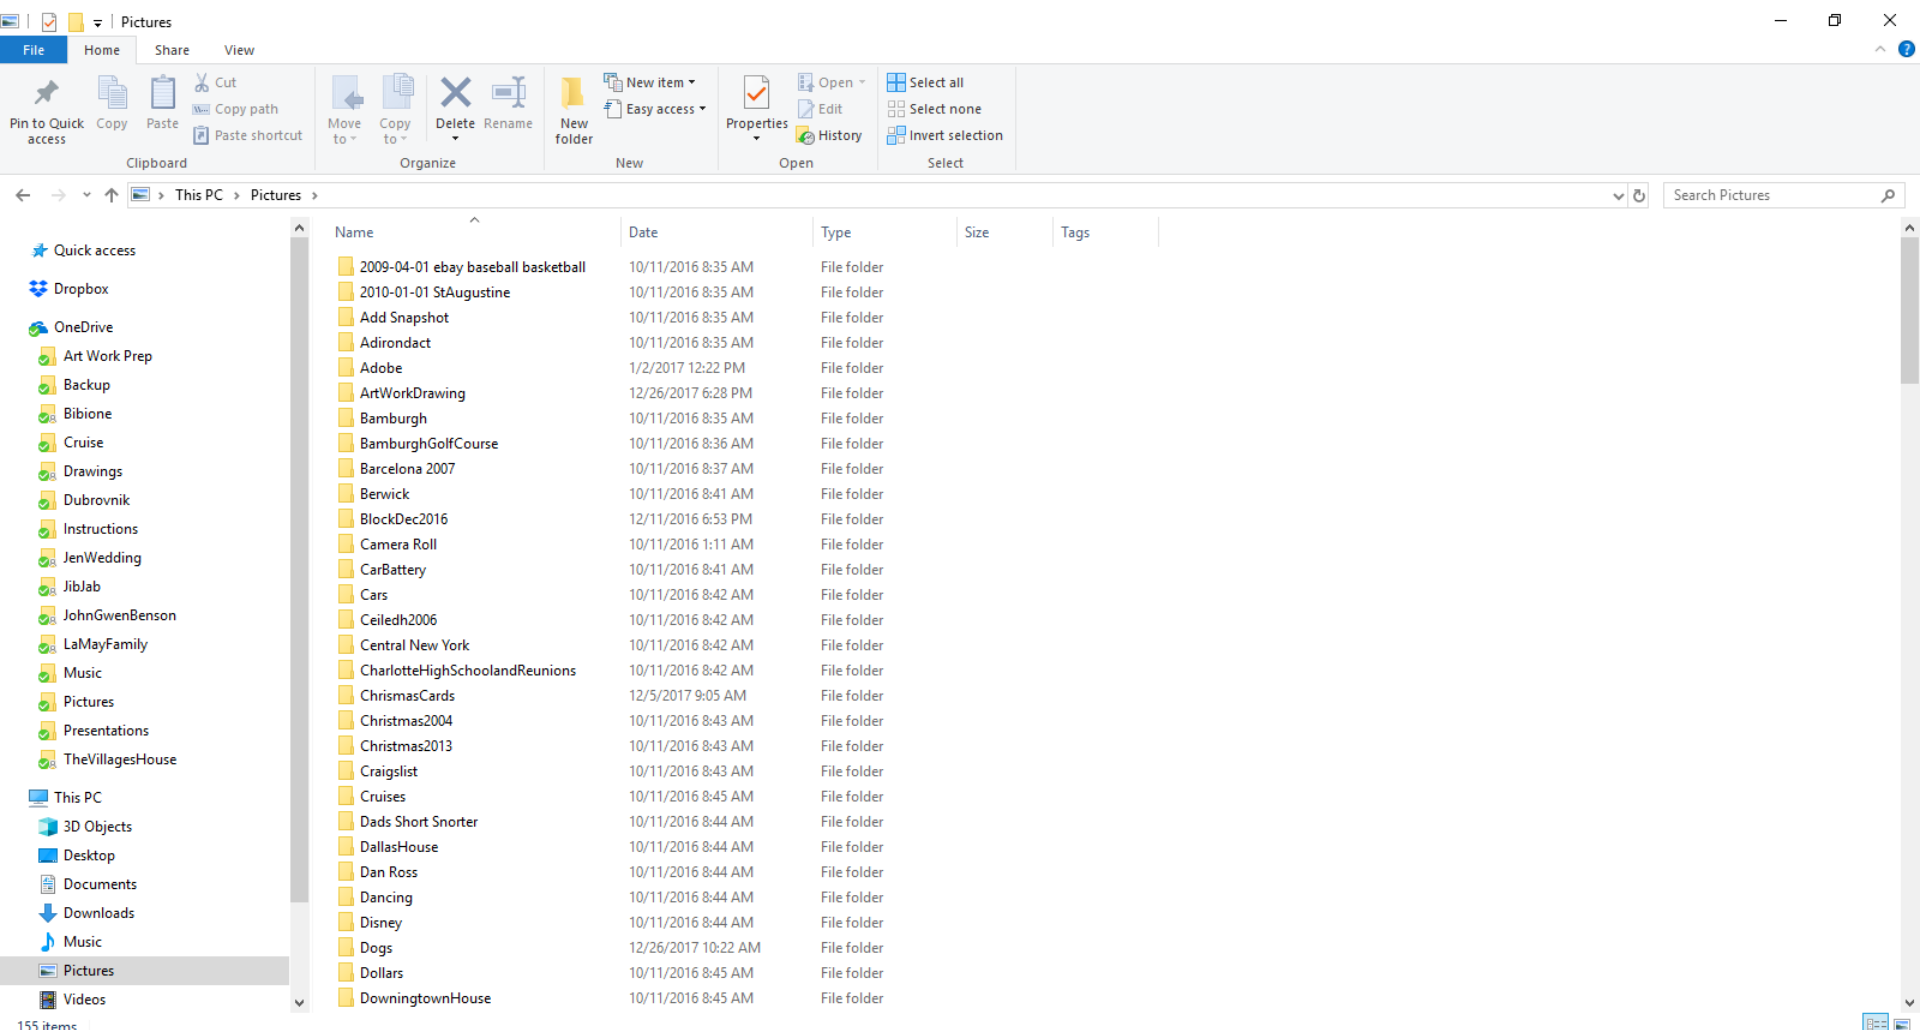 Pictures
File Home Share View
Pin to Quick access
Copy
Paste
Cut
Copy path
Paste shortcut
Clipboard
Move to
Copy to
Delete
Rename
Organize
New folder
New item
Easy access
New
Properties
Open
Edit
History
Open
Select all
Select none
Invert selection
Select
This PC > Pictures >
Search Pictures
Quick access
Dropbox
OneDrive
Art Work Prep
Backup
Bibione
Cruise
Drawings
Dubrovnik
Instructions
JenWedding
JibJab
JohnGwenBenson
LaMayFamily
Music
Pictures
Presentations
TheVillagesHouse
This PC
3D Objects
Desktop
Documents
Downloads
Music
Pictures
Videos
Name Date Type Size Tags
2009-04-01 ebay baseball basketball 10/11/2016 8:35 AM File folder
2010-01-01 StAugustine 10/11/2016 8:35 AM File folder
Add Snapshot 10/11/2016 8:35 AM File folder
Adirondact 10/11/2016 8:35 AM File folder
Adobe 1/2/2017 12:22 PM File folder
ArtWorkDrawing 12/26/2017 6:28 PM File folder
Bamburgh 10/11/2016 8:35 AM File folder
BamburghGolfCourse 10/11/2016 8:36 AM File folder
Barcelona 2007 10/11/2016 8:37 AM File folder
Berwick 10/11/2016 8:41 AM File folder
BlockDec2016 12/11/2016 6:53 PM File folder
Camera Roll 10/11/2016 1:11 AM File folder
CarBattery 10/11/2016 8:41 AM File folder
Cars 10/11/2016 8:42 AM File folder
Ceiledh2006 10/11/2016 8:42 AM File folder
Central New York 10/11/2016 8:42 AM File folder
CharlotteHighSchoolandReunions 10/11/2016 8:42 AM File folder
ChrismasCards 12/5/2017 9:05 AM File folder
Christmas2004 10/11/2016 8:43 AM File folder
Christmas2013 10/11/2016 8:43 AM File folder
Craigslist 10/11/2016 8:43 AM File folder
Cruises 10/11/2016 8:45 AM File folder
Dads Short Snorter 10/11/2016 8:44 AM File folder
DallasHouse 10/11/2016 8:44 AM File folder
Dan Ross 10/11/2016 8:44 AM File folder
Dancing 10/11/2016 8:44 AM File folder
Disney 10/11/2016 8:44 AM File folder
Dogs 12/26/2017 10:22 AM File folder
Dollars 10/11/2016 8:45 AM File folder
DowningtownHouse 10/11/2016 8:45 AM File folder
155 items